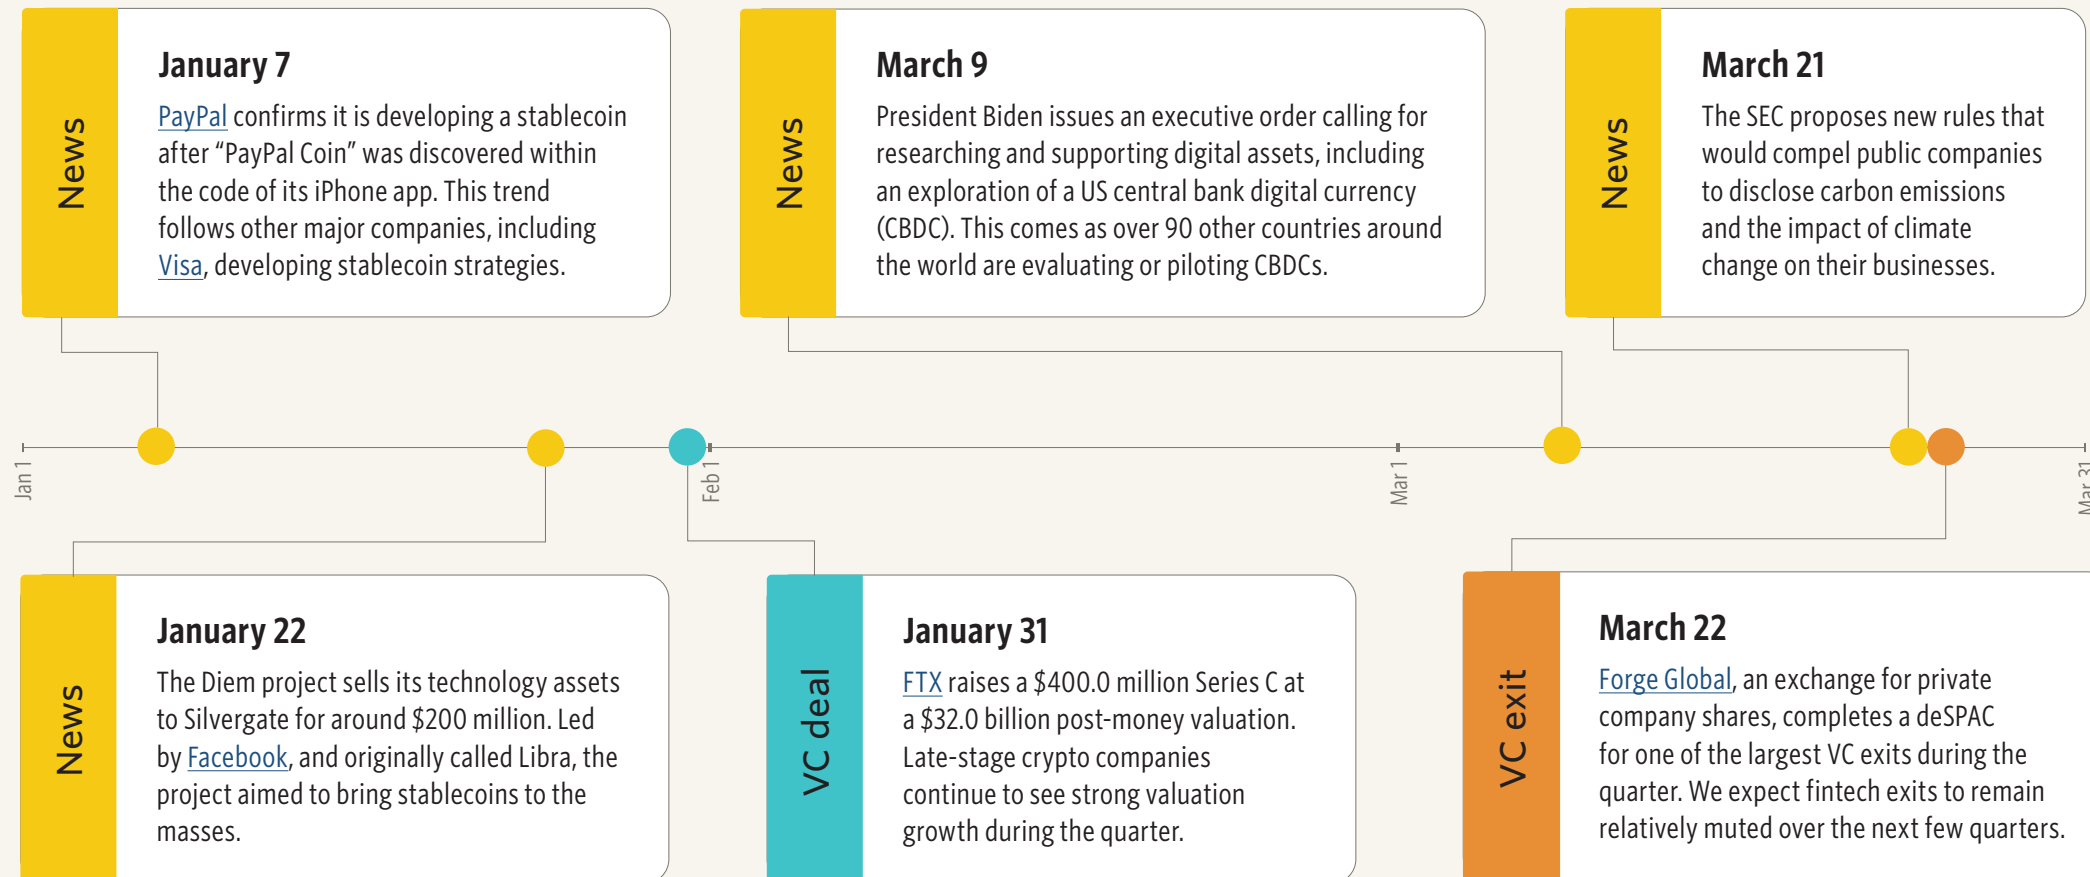 News
January 7
PayPal confirms it is developing a stablecoin
after “PayPal Coin” was discovered within
the code of its iPhone app. This trend
follows other major companies, including
Visa, developing stablecoin strategies.
News
March 9
President Biden issues an executive order calling for
researching and supporting digital assets, including
an exploration of a US central bank digital currency
(CBDC). This comes as over 90 other countries around
the world are evaluating or piloting CBDCs.
News
March 21
The SEC proposes new rules that
would compel public companies
to disclose carbon emissions
and the impact of climate
change on their businesses.
Jan 1
Feb 1
Mar 1
Mar 31
News
January 22
The Diem project sells its technology assets
to Silvergate for around $200 million. Led
by Facebook, and originally called Libra, the
project aimed to bring stablecoins to the
masses.
VC deal
January 31
FTX raises a $400.0 million Series C at
a $32.0 billion post-money valuation.
Late-stage crypto companies
continue to see strong valuation
growth during the quarter.
VC exit
March 22
Forge Global, an exchange for private
company shares, completes a deSPAC
for one of the largest VC exits during the
quarter. We expect fintech exits to remain
relatively muted over the next few quarters.